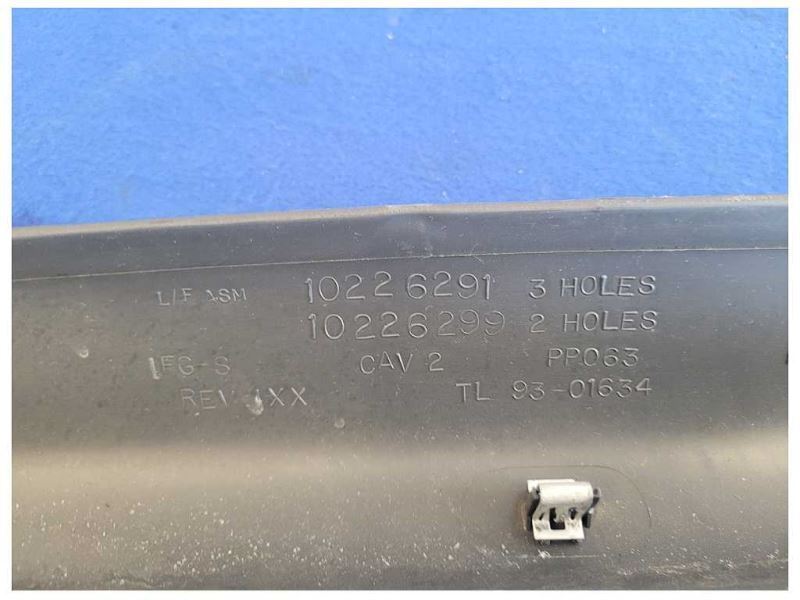 L/F ASM 10226291 3 HOLES
10226299 2 HOLES
CAV 2 PP063
REV XX TL 93-01634